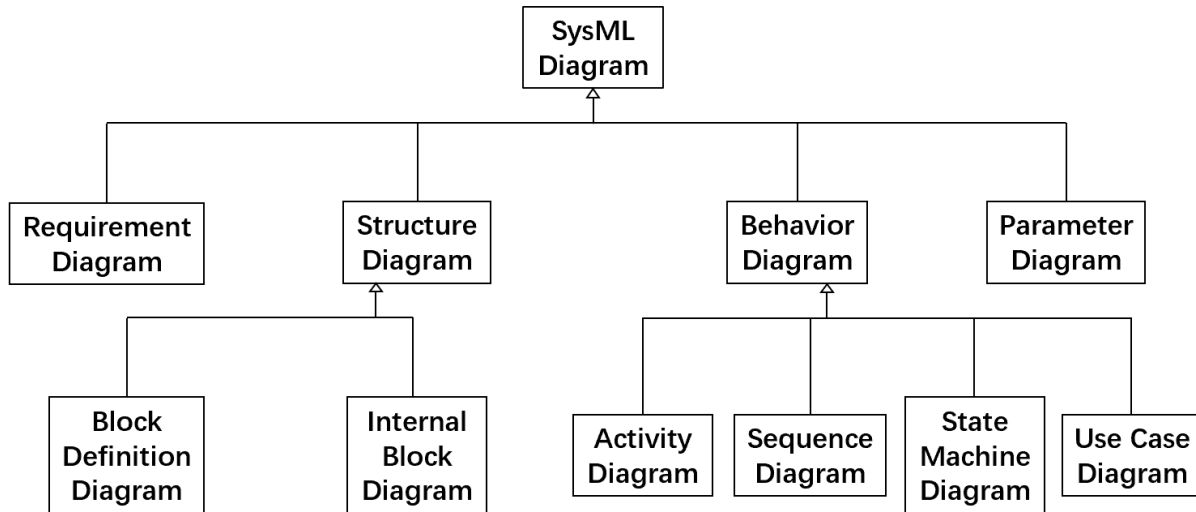 SysML
Diagram
Requirement
Diagram
Structure
Diagram
Behavior
Diagram
Parameter
Diagram
Block
Definition
Diagram
Internal
Block
Diagram
Activity
Diagram
Sequence
Diagram
State
Machine
Diagram
Use Case
Diagram